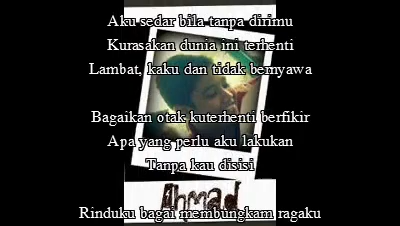 Aku sedar bila tanpa dirimu
Kurasakan dunia ini terhenti
Lambat, kaku dan tidak bernyawa
Bagaikan otak kuterhenti berfikir
Apa yang perlu aku lakukan
Tanpa kau disisi
Ahmad
Rinduku bagai membungkam ragaku